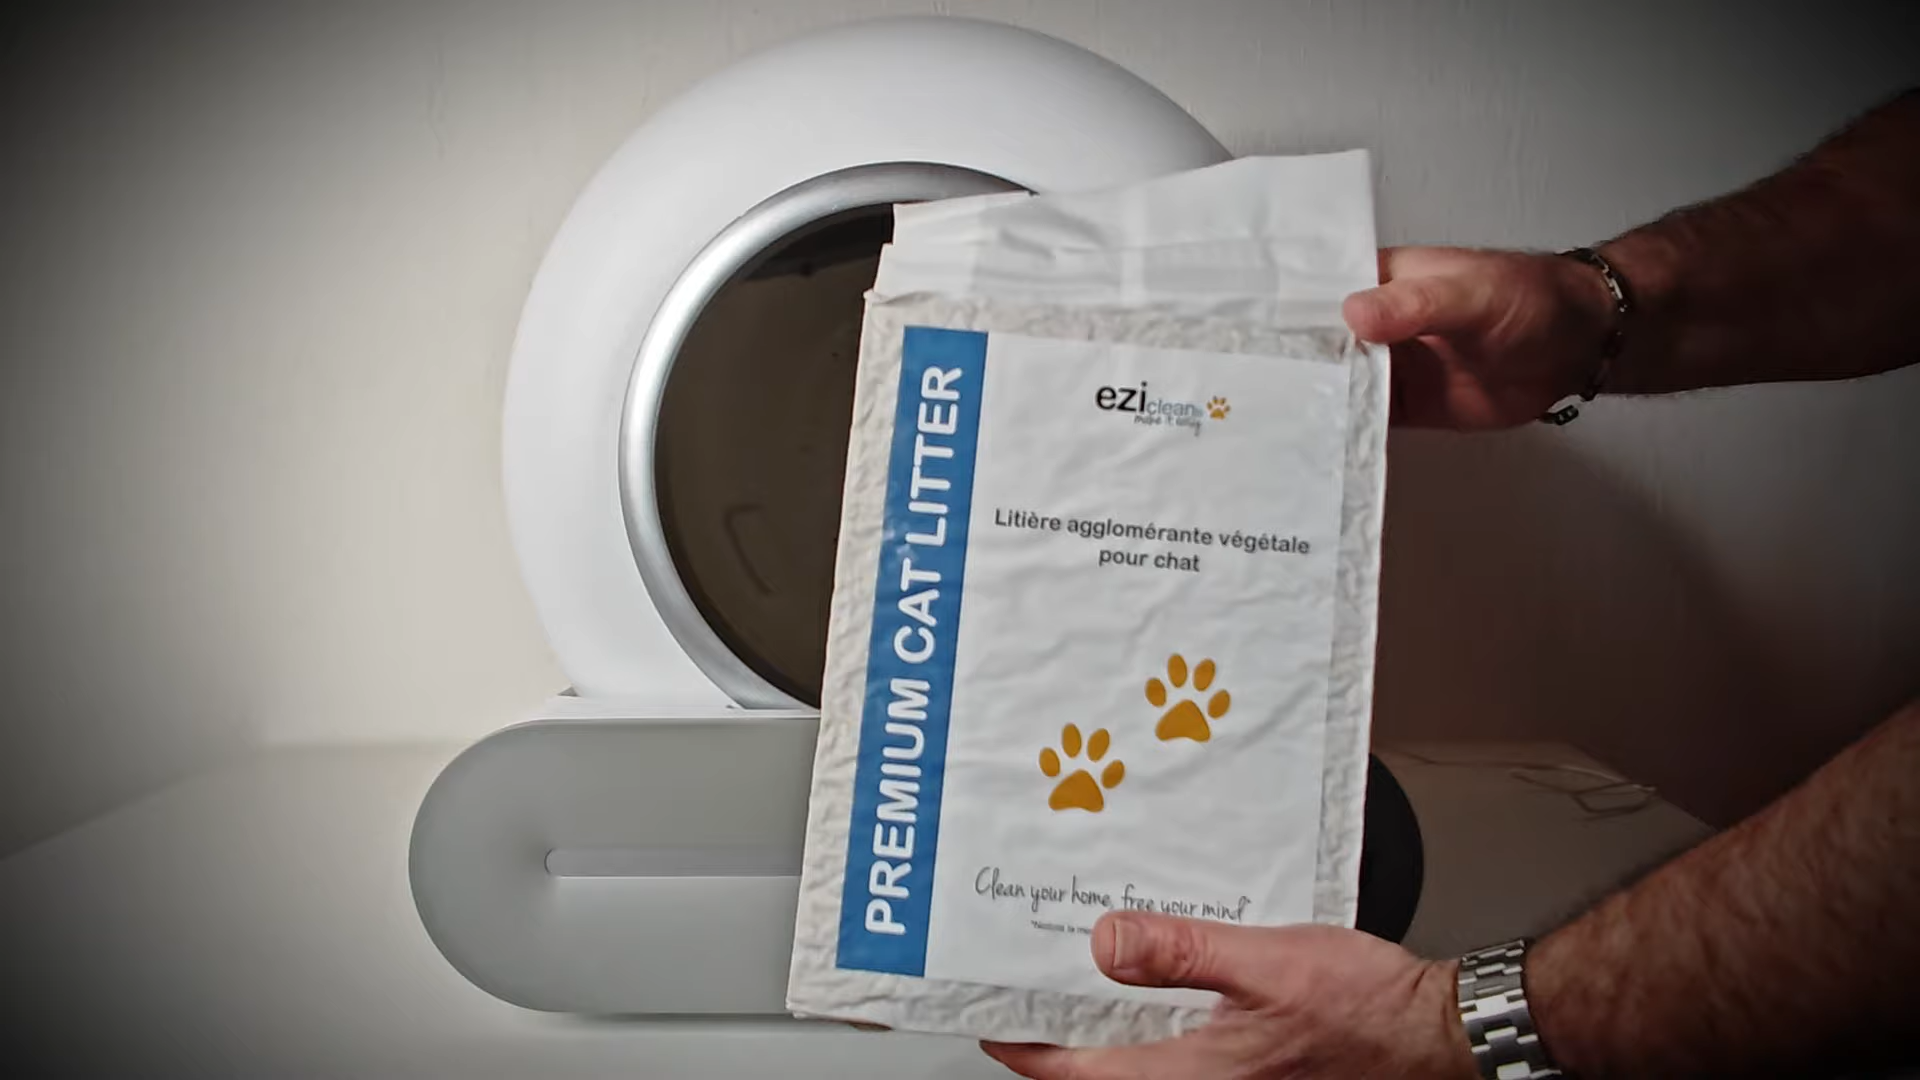 PREMIUM CAT LITTER
ezi clean
make it easy
Litière agglomérante végétale
pour chat
Clean your home, free your mind*